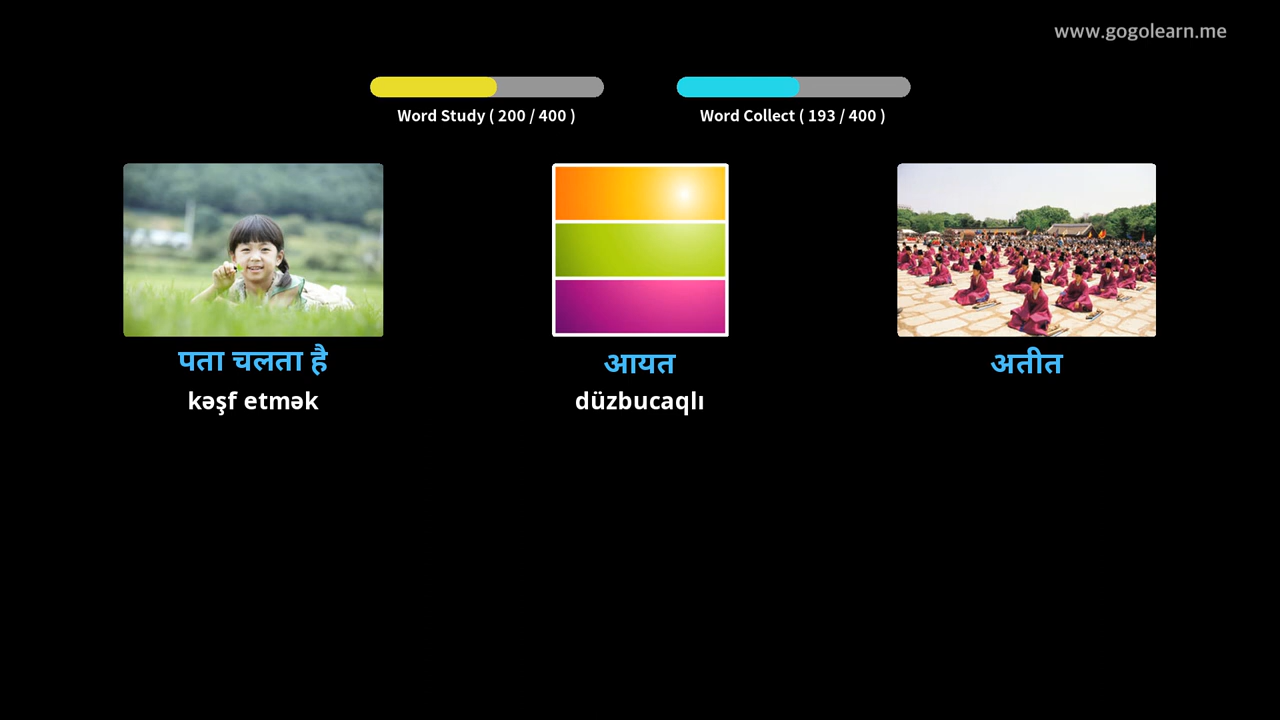 www.gogolearn.me
Word Study ( 200 / 400 )
Word Collect ( 193 / 400 )
पता चलता है
kəşf etmək
आयत
düzbucaqlı
अतीत